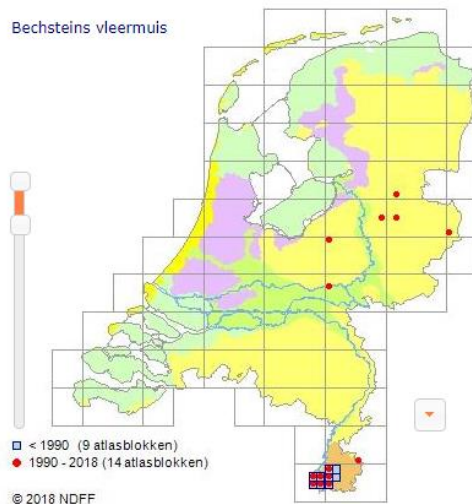 Bechsteins vleermuis
< 1990 (9 atlasblokken)
1990 - 2018 (14 atlasblokken)
© 2018 NDFF